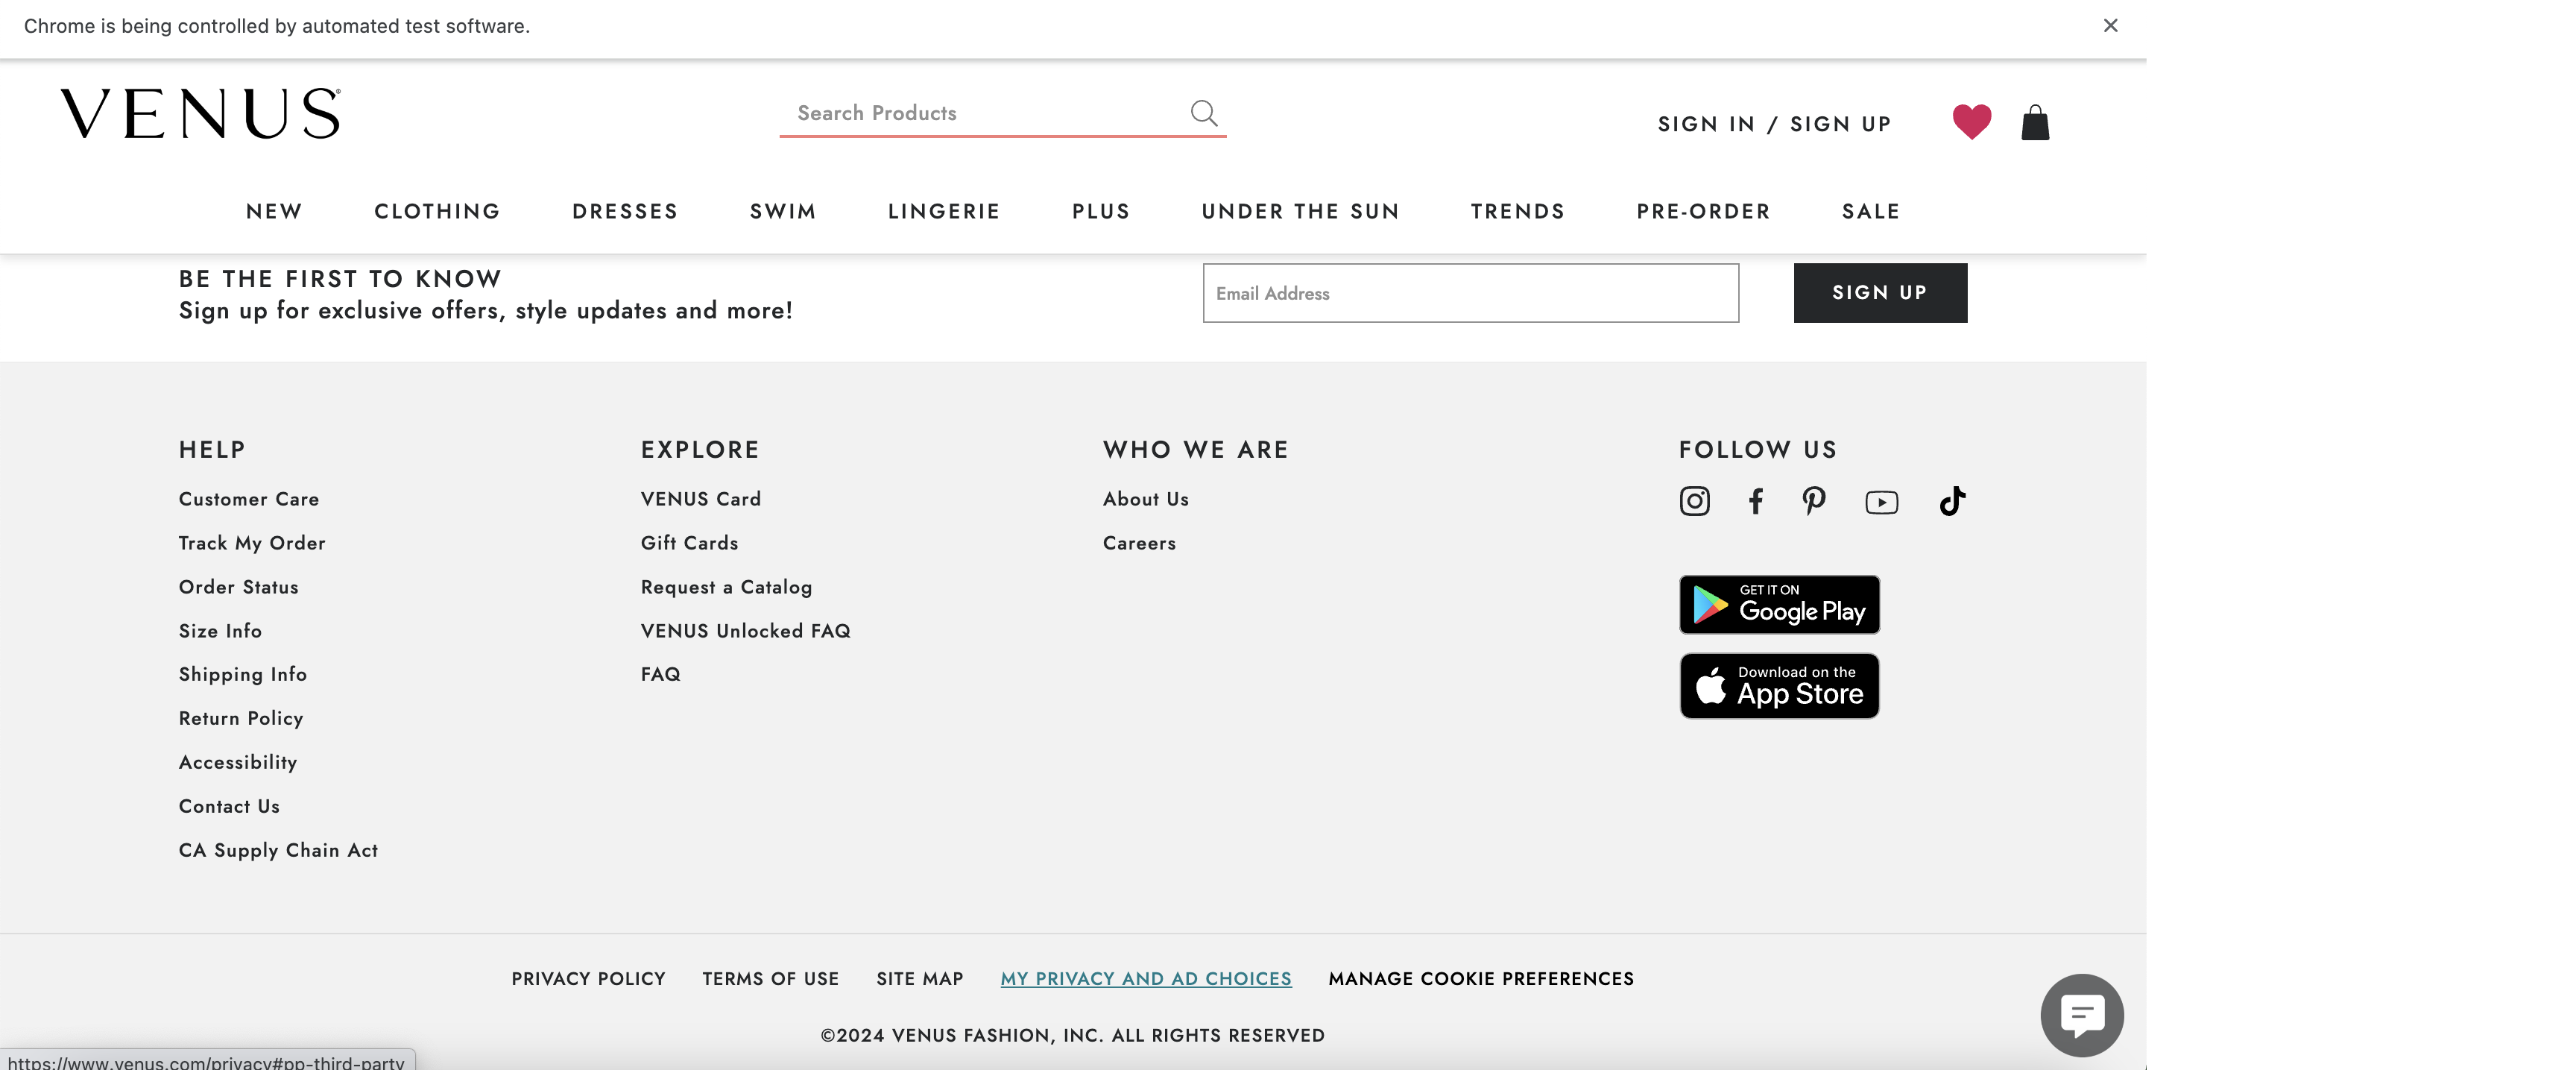 Chrome is being controlled by automated test software.
VENUS®
Search Products
SIGN IN / SIGN UP
NEW CLOTHING DRESSES SWIM LINGERIE PLUS UNDER THE SUN TRENDS PRE-ORDER SALE
BE THE FIRST TO KNOW
Sign up for exclusive offers, style updates and more!
Email Address
SIGN UP
HELP
Customer Care
Track My Order
Order Status
Size Info
Shipping Info
Return Policy
Accessibility
Contact Us
CA Supply Chain Act
EXPLORE
VENUS Card
Gift Cards
Request a Catalog
VENUS Unlocked FAQ
FAQ
WHO WE ARE
About Us
Careers
FOLLOW US
GET IT ON
Google Play
Download on the
App Store
PRIVACY POLICY TERMS OF USE SITE MAP MY PRIVACY AND AD CHOICES MANAGE COOKIE PREFERENCES
©2024 VENUS FASHION, INC. ALL RIGHTS RESERVED
https://www.venus.com/privacy#pp-third-party